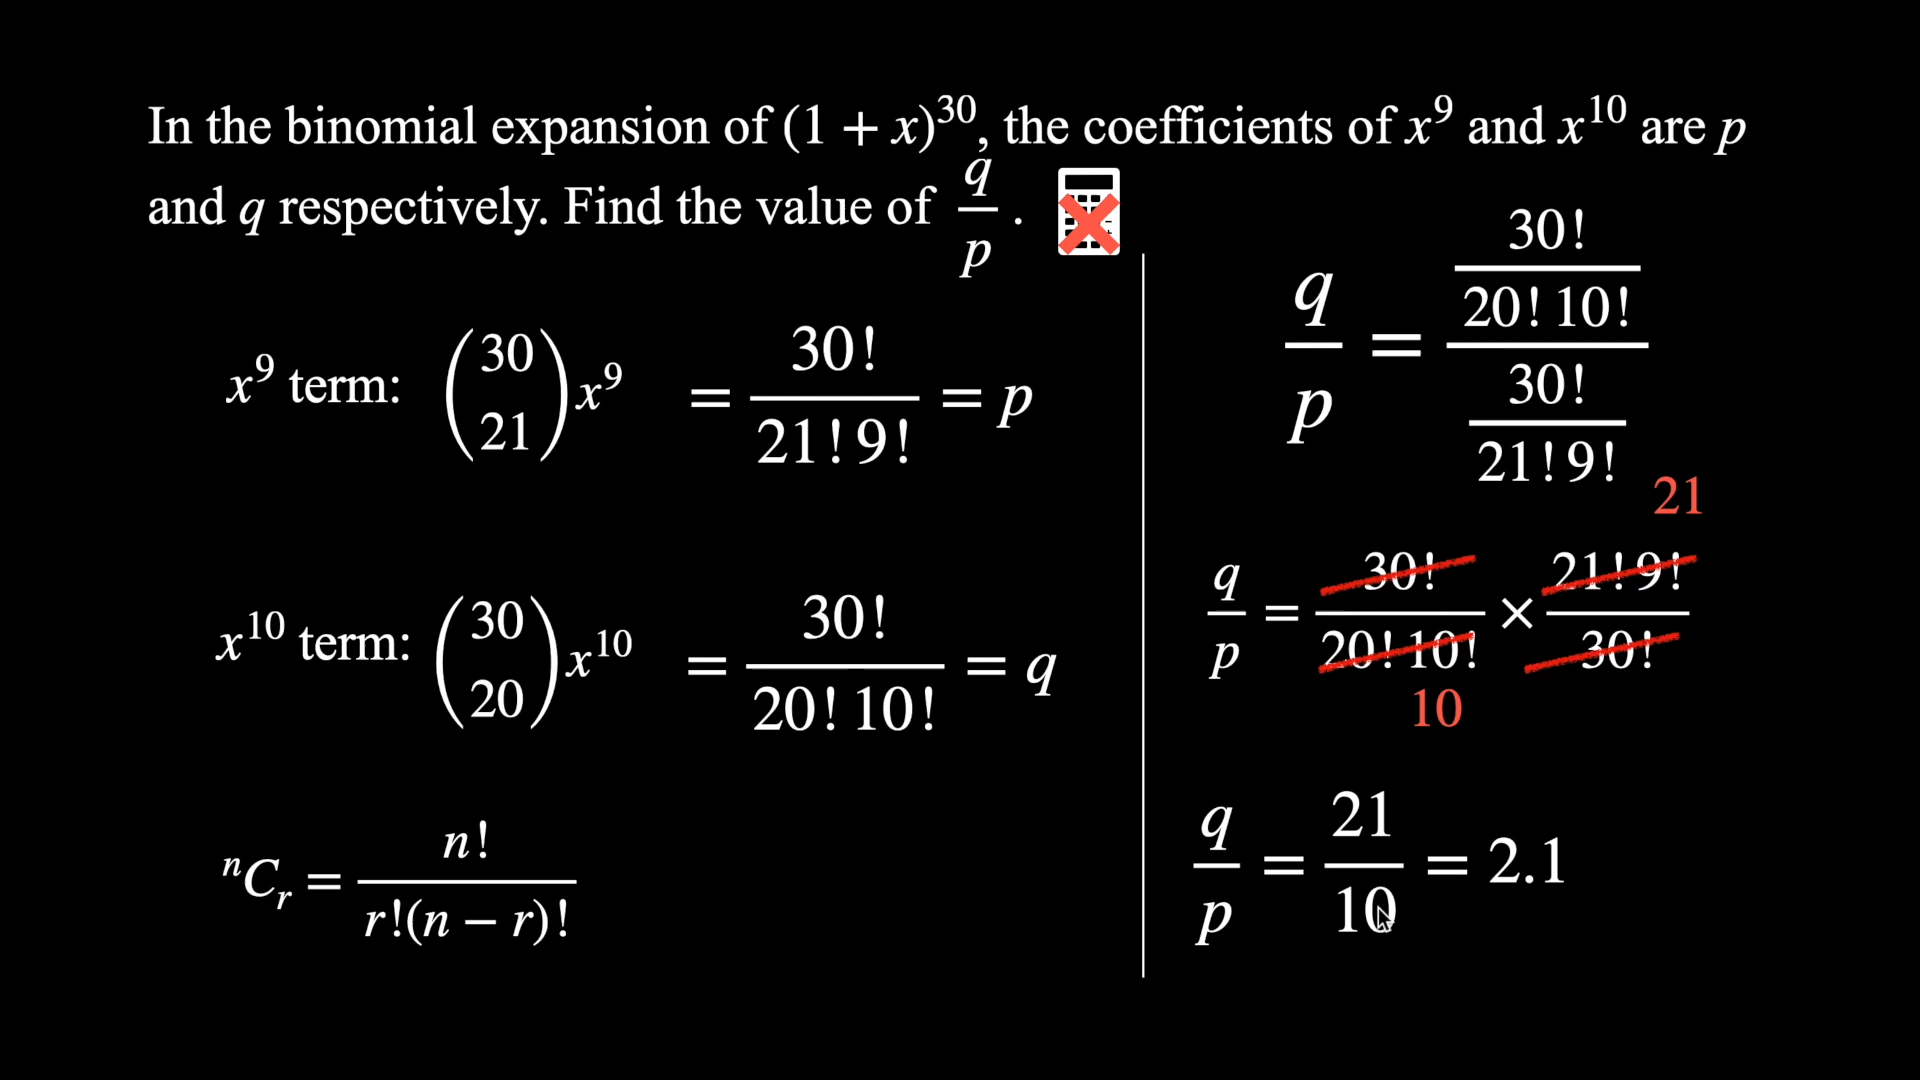 In the binomial expansion of (1 + x)^30, the coefficients of x^9 and x^10 are p
and q respectively. Find the value of q/p .
x^9 term: (30 21) x^9 = 30! / 21! 9! = p
x^10 term: (30 20) x^10 = 30! / 20! 10! = q
nCr = n! / r!(n − r)!
q/p = (30! / 20! 10!) / (30! / 21! 9!)
21
q/p = 30! / 20! 10! × 21! 9! / 30!
10
q/p = 21/10 = 2.1